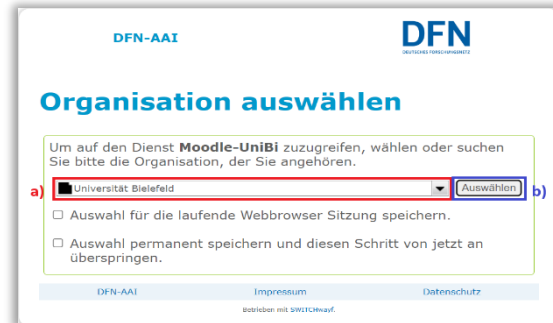 DFN-AAI
DFN
DEUTSCHES FORSCHUNGSNETZ
Organisation auswählen
Um auf den Dienst Moodle-UniBi zuzugreifen, wählen oder suchen
Sie bitte die Organisation, der Sie angehören.
a) Universität Bielefeld Auswählen b)
Auswahl für die laufende Webbrowser Sitzung speichern.
Auswahl permanent speichern und diesen Schritt von jetzt an
überspringen.
DFN-AAI Impressum Datenschutz
Betrieben mit SWITCHwayf.